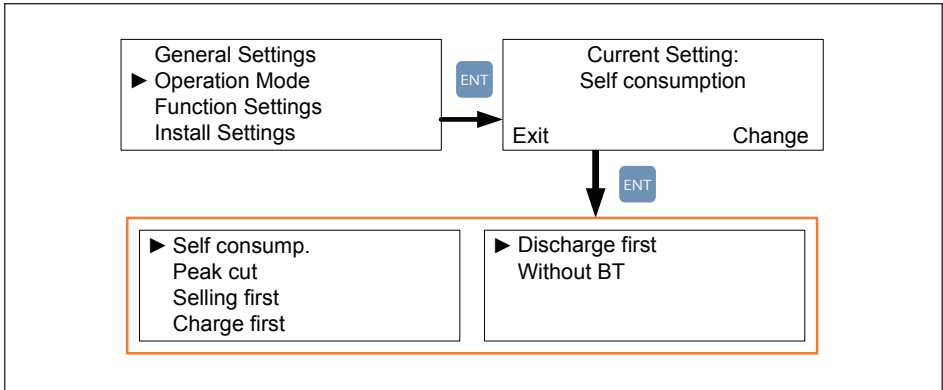 General Settings
► Operation Mode
Function Settings
Install Settings
ENT
Current Setting:
Self consumption
Exit Change
ENT
► Self consump.
Peak cut
Selling first
Charge first
► Discharge first
Without BT